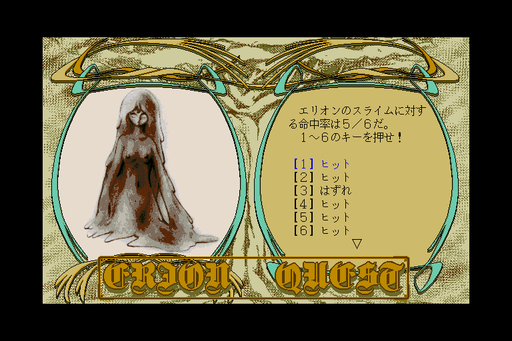 エリオンのスライムに対す
る命中率は5／6だ。
1～6のキーを押せ！
【1】ヒット
【2】ヒット
【3】はずれ
【4】ヒット
【5】ヒット
【6】ヒット
▽
ERION QUEST